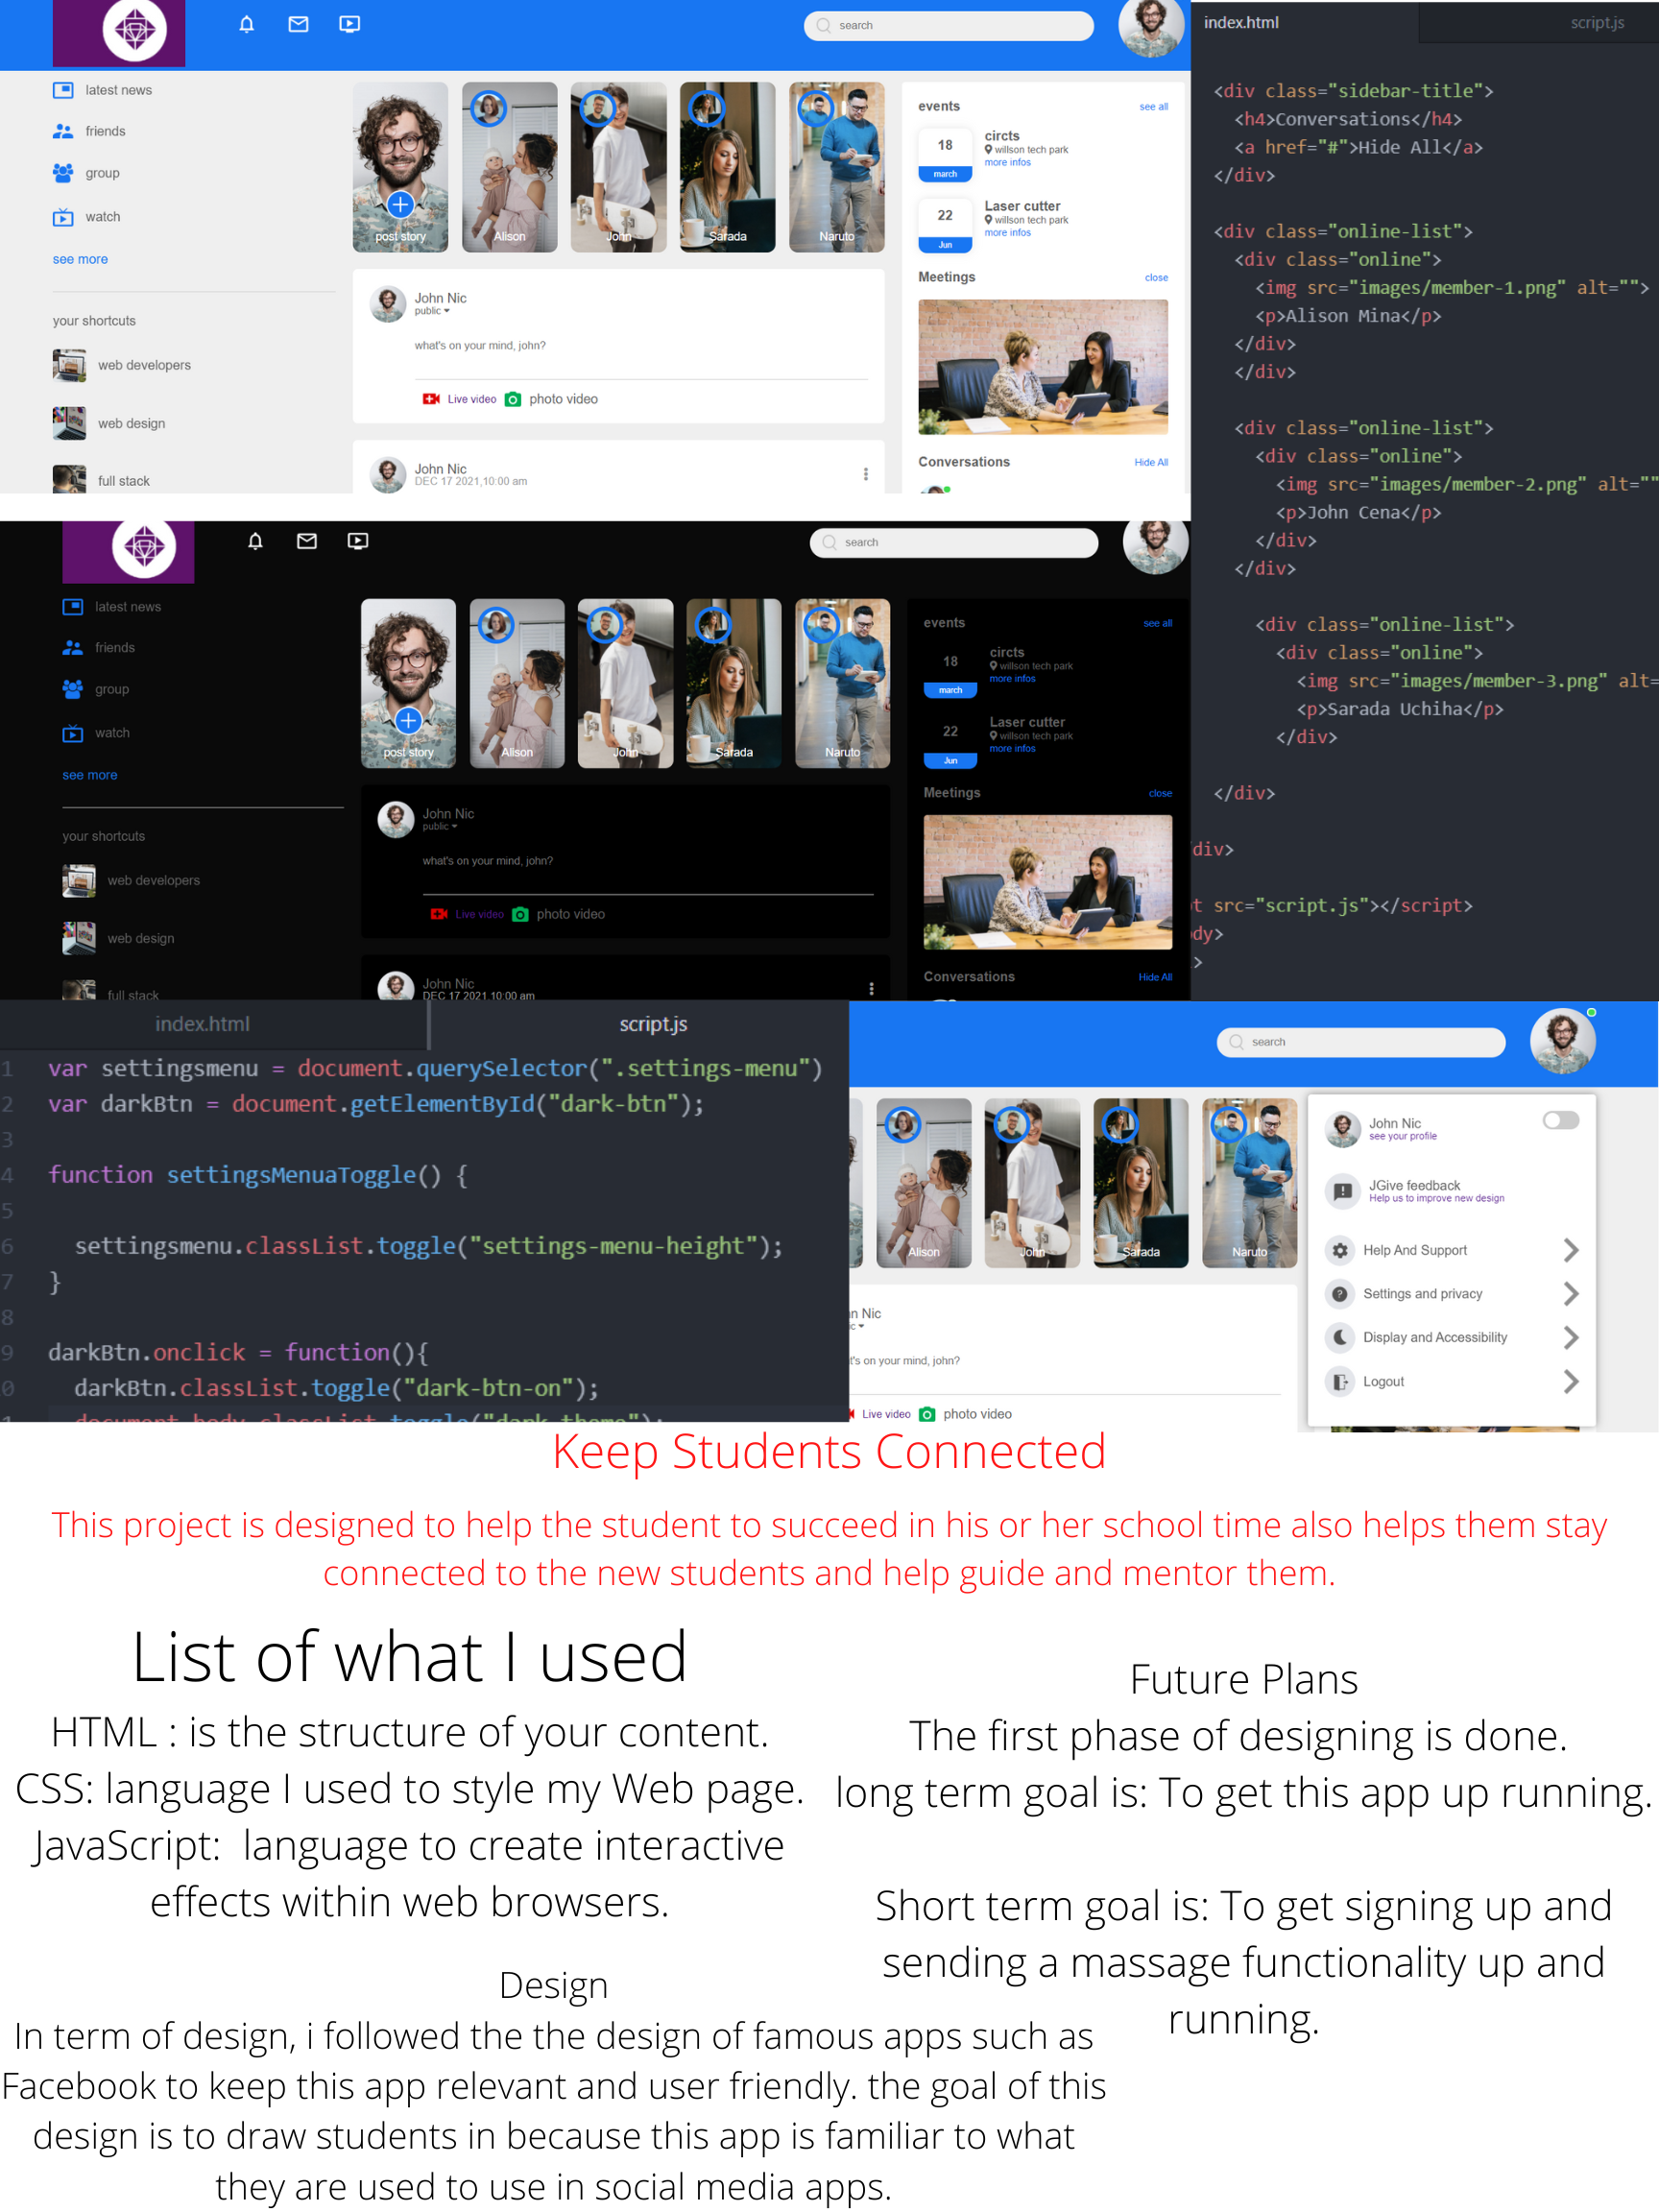 search
latest news
friends
group
watch
see more
your shortcuts
web developers
web design
full stack
post story
Alison
John
Sarada
Naruto
John Nic
public
what's on your mind, john?
Live video
photo video
John Nic
DEC 17 2021,10:00 am
events
see all
18
march
circts
willson tech park
more infos
22
Jun
Laser cutter
willson tech park
more infos
Meetings
close
Conversations
Hide All
index.html
script.js
<div class="sidebar-title">
<h4>Conversations</h4>
<a href="#">Hide All</a>
</div>
<div class="online-list">
<div class="online">
<img src="images/member-1.png" alt="">
<p>Alison Mina</p>
</div>
</div>
<div class="online-list">
<div class="online">
<img src="images/member-2.png" alt=""
<p>John Cena</p>
</div>
</div>
<div class="online-list">
<div class="online">
<img src="images/member-3.png" alt=
<p>Sarada Uchiha</p>
</div>
</div>
div>
t src="script.js"></script>
dy>
>
search
latest news
friends
group
watch
see more
your shortcuts
web developers
web design
full stack
post story
Alison
John
Sarada
Naruto
John Nic
public
what's on your mind, john?
Live video
photo video
John Nic
DEC 17 2021,10:00 am
events
see all
18
march
circts
willson tech park
more infos
22
Jun
Laser cutter
willson tech park
more infos
Meetings
close
Conversations
Hide All
index.html
script.js
1 var settingsmenu = document.querySelector(".settings-menu")
2 var darkBtn = document.getElementById("dark-btn");
3
4 function settingsMenuaToggle() {
5
6 settingsmenu.classList.toggle("settings-menu-height");
7 }
8
9 darkBtn.onclick = function(){
0 darkBtn.classList.toggle("dark-btn-on");
1 document.body.classList.toggle("dark-theme");
search
Alison
John
Sarada
Naruto
n Nic
c
t's on your mind, john?
Live video
photo video
John Nic
see your profile
JGive feedback
Help us to improve new design
Help And Support
Settings and privacy
Display and Accessibility
Logout
Keep Students Connected
This project is designed to help the student to succeed in his or her school time also helps them stay
connected to the new students and help guide and mentor them.
List of what I used
HTML : is the structure of your content.
CSS: language I used to style my Web page.
JavaScript: language to create interactive
effects within web browsers.
Future Plans
The first phase of designing is done.
long term goal is: To get this app up running.
Short term goal is: To get signing up and
sending a massage functionality up and
running.
Design
In term of design, i followed the the design of famous apps such as
Facebook to keep this app relevant and user friendly. the goal of this
design is to draw students in because this app is familiar to what
they are used to use in social media apps.